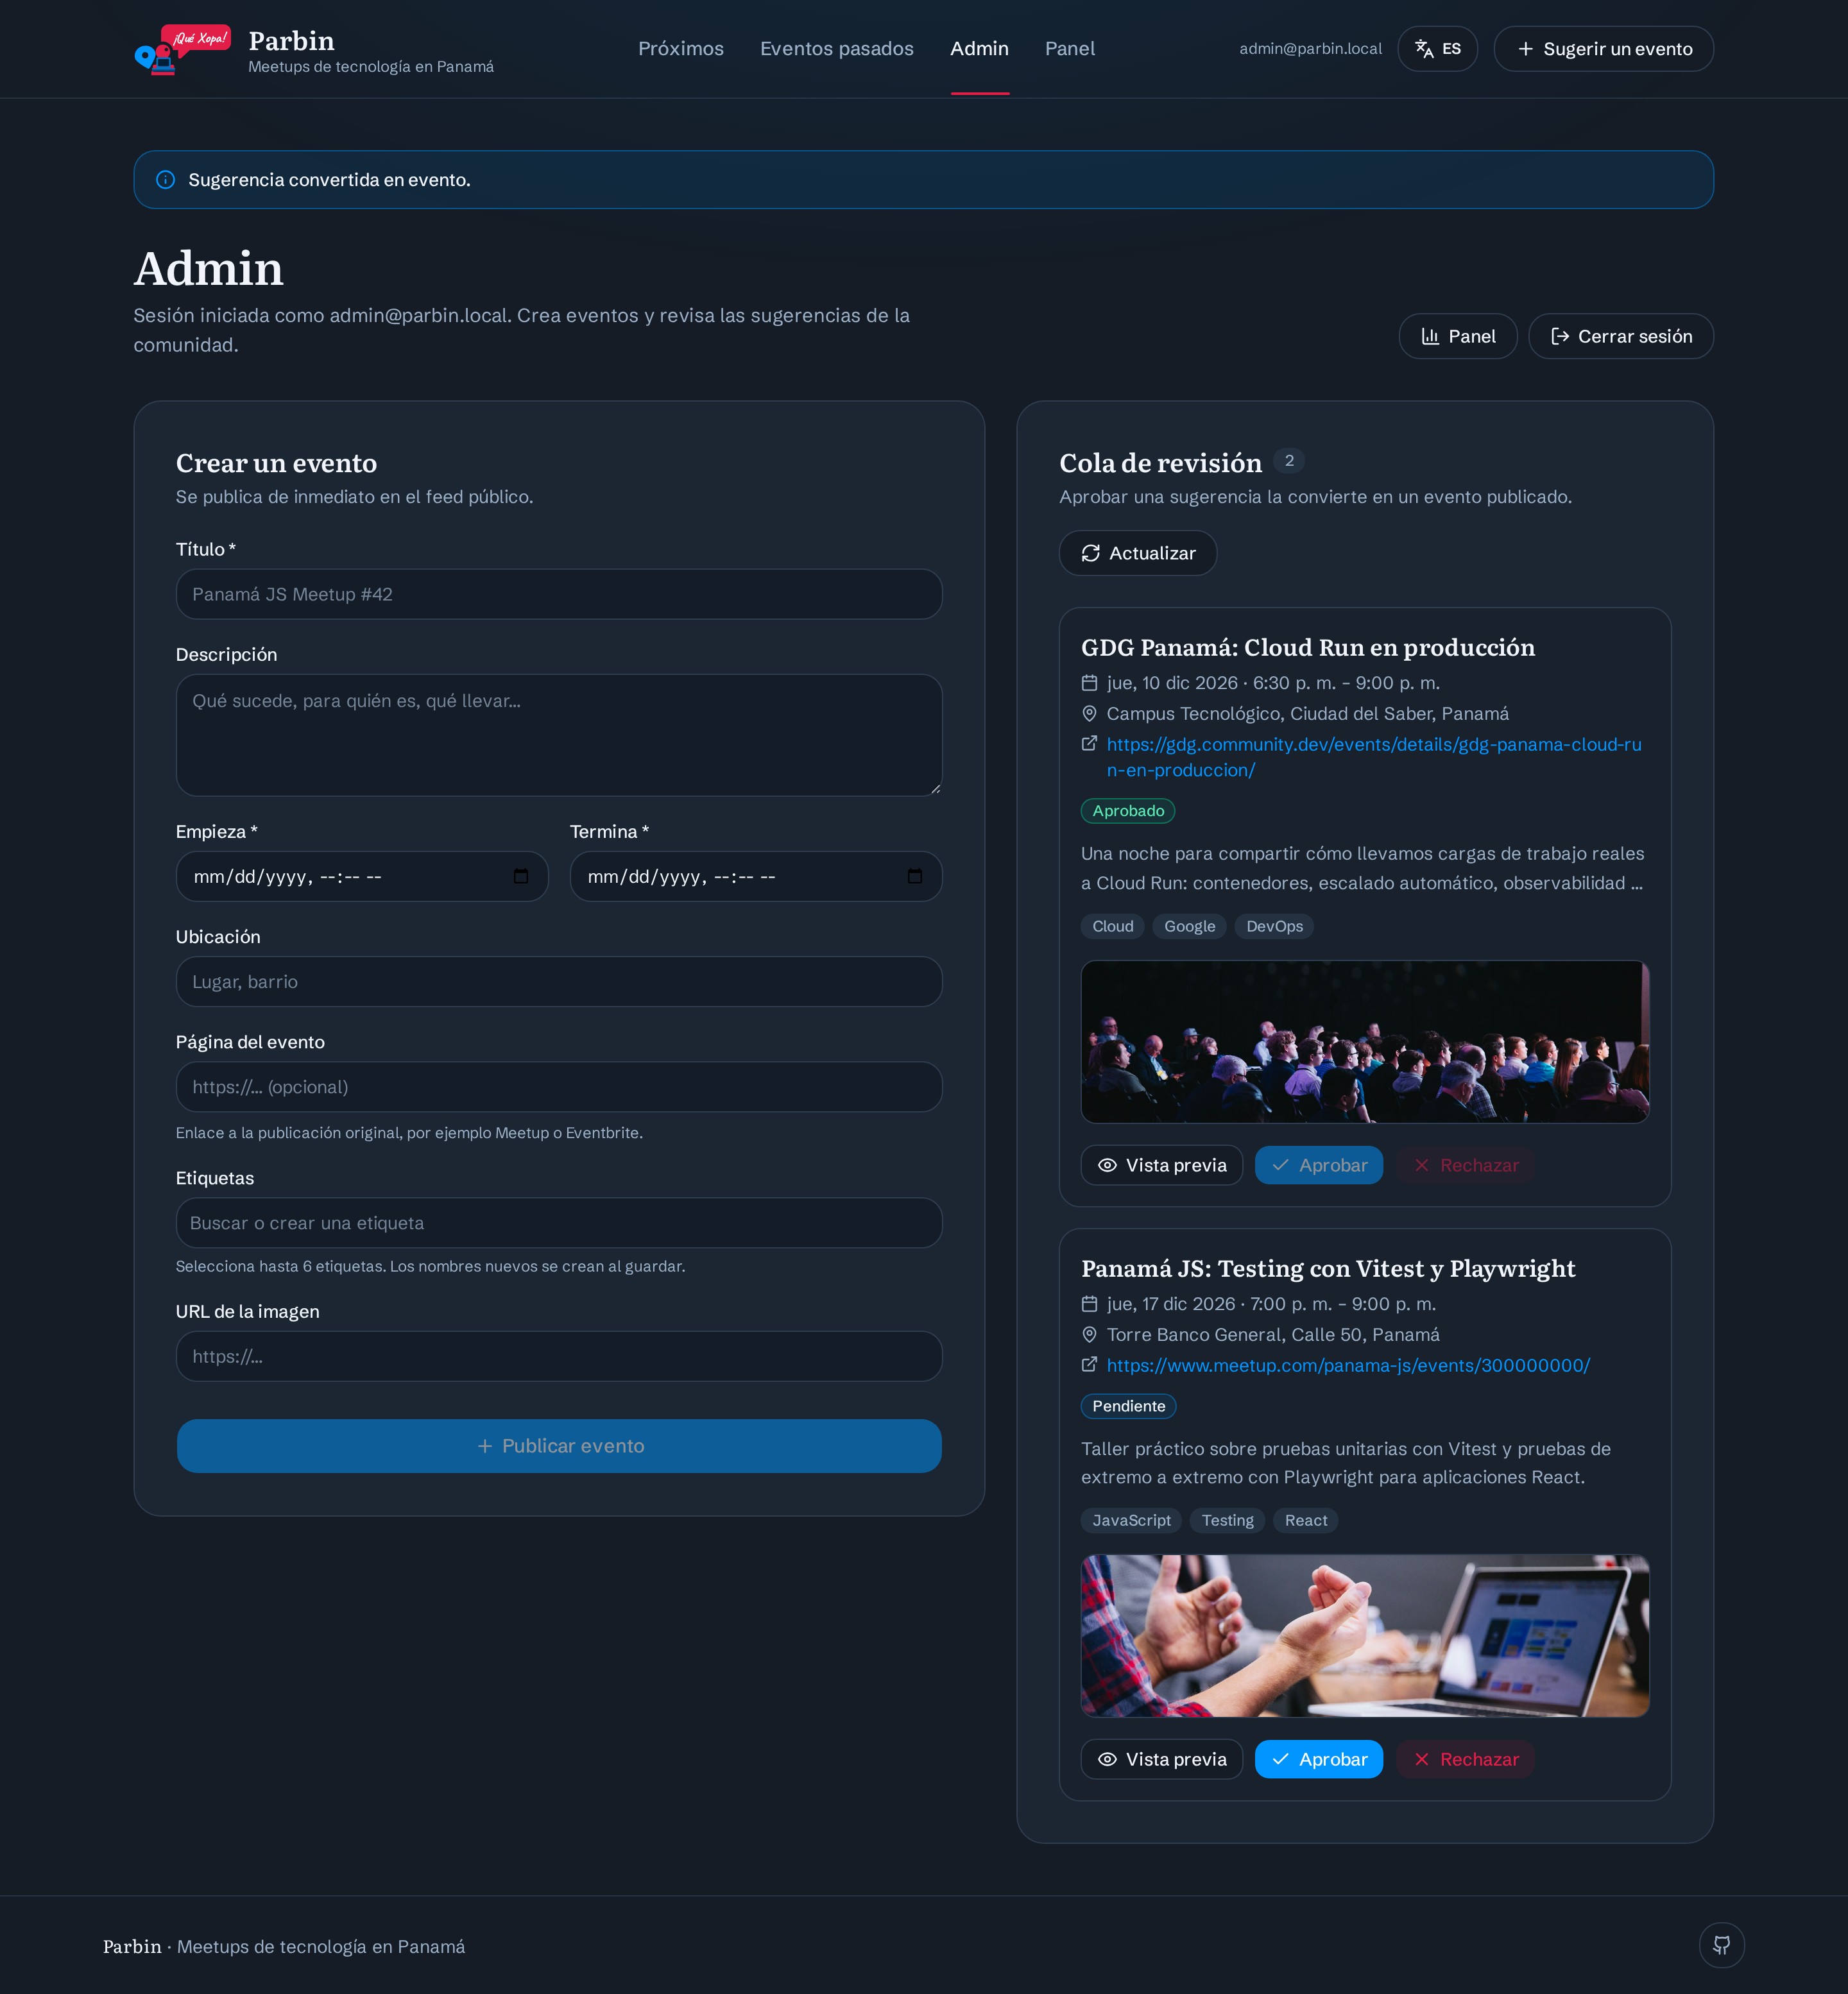 ¡Qué Xopa!
Parbin
Meetups de tecnología en Panamá
Próximos
Eventos pasados
Admin
Panel
admin@parbin.local
ES
Sugerir un evento
Sugerencia convertida en evento.
Admin
Sesión iniciada como admin@parbin.local. Crea eventos y revisa las sugerencias de la
comunidad.
Panel
Cerrar sesión
Crear un evento
Se publica de inmediato en el feed público.
Título *
Panamá JS Meetup #42
Descripción
Qué sucede, para quién es, qué llevar...
Empieza *
Termina *
mm/dd/yyyy, --:-- --
mm/dd/yyyy, --:-- --
Ubicación
Lugar, barrio
Página del evento
https://... (opcional)
Enlace a la publicación original, por ejemplo Meetup o Eventbrite.
Etiquetas
Buscar o crear una etiqueta
Selecciona hasta 6 etiquetas. Los nombres nuevos se crean al guardar.
URL de la imagen
https://...
Publicar evento
Cola de revisión 2
Aprobar una sugerencia la convierte en un evento publicado.
Actualizar
GDG Panamá: Cloud Run en producción
jue, 10 dic 2026 · 6:30 p. m. – 9:00 p. m.
Campus Tecnológico, Ciudad del Saber, Panamá
https://gdg.community.dev/events/details/gdg-panama-cloud-ru
n-en-produccion/
Aprobado
Una noche para compartir cómo llevamos cargas de trabajo reales
a Cloud Run: contenedores, escalado automático, observabilidad ...
Cloud
Google
DevOps
Vista previa
Aprobar
Rechazar
Panamá JS: Testing con Vitest y Playwright
jue, 17 dic 2026 · 7:00 p. m. – 9:00 p. m.
Torre Banco General, Calle 50, Panamá
https://www.meetup.com/panama-js/events/300000000/
Pendiente
Taller práctico sobre pruebas unitarias con Vitest y pruebas de
extremo a extremo con Playwright para aplicaciones React.
JavaScript
Testing
React
Vista previa
Aprobar
Rechazar
Parbin · Meetups de tecnología en Panamá